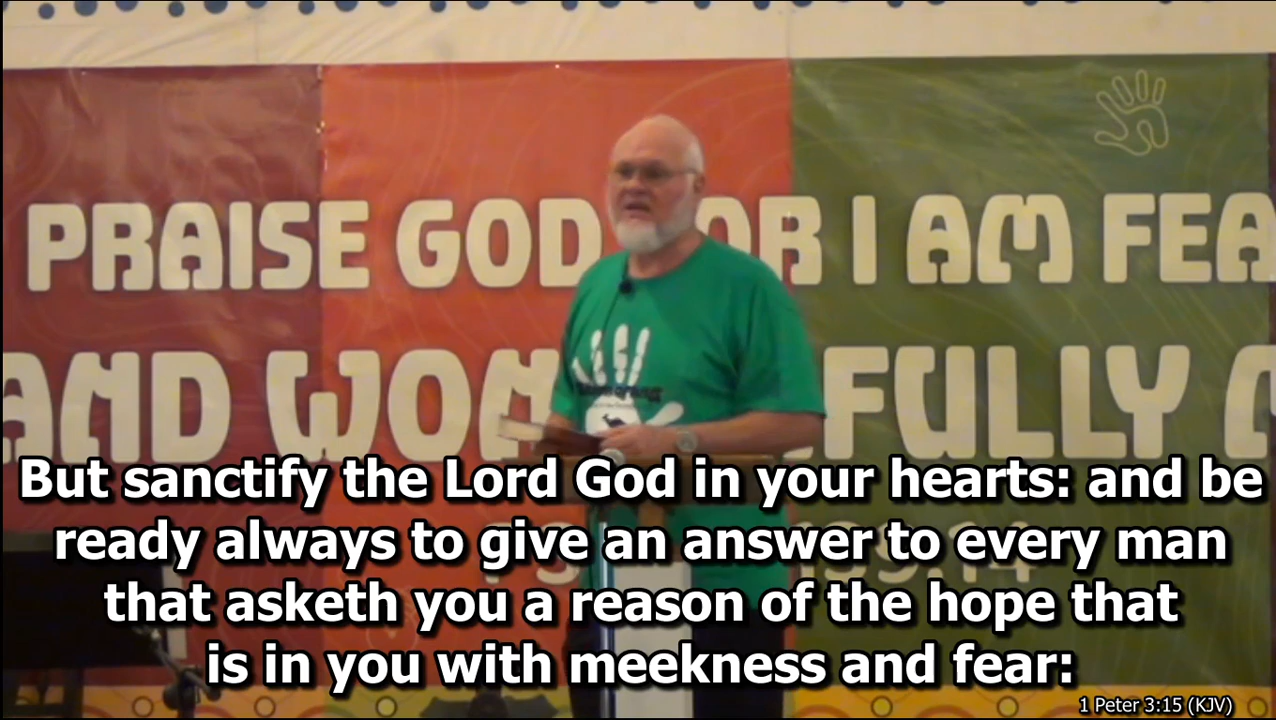 PRAISE GOD FOR I AM FEA
AND WON FULLY
But sanctify the Lord God in your hearts: and be
ready always to give an answer to every man
that asketh you a reason of the hope that
is in you with meekness and fear:
1 Peter 3:15 (KJV)